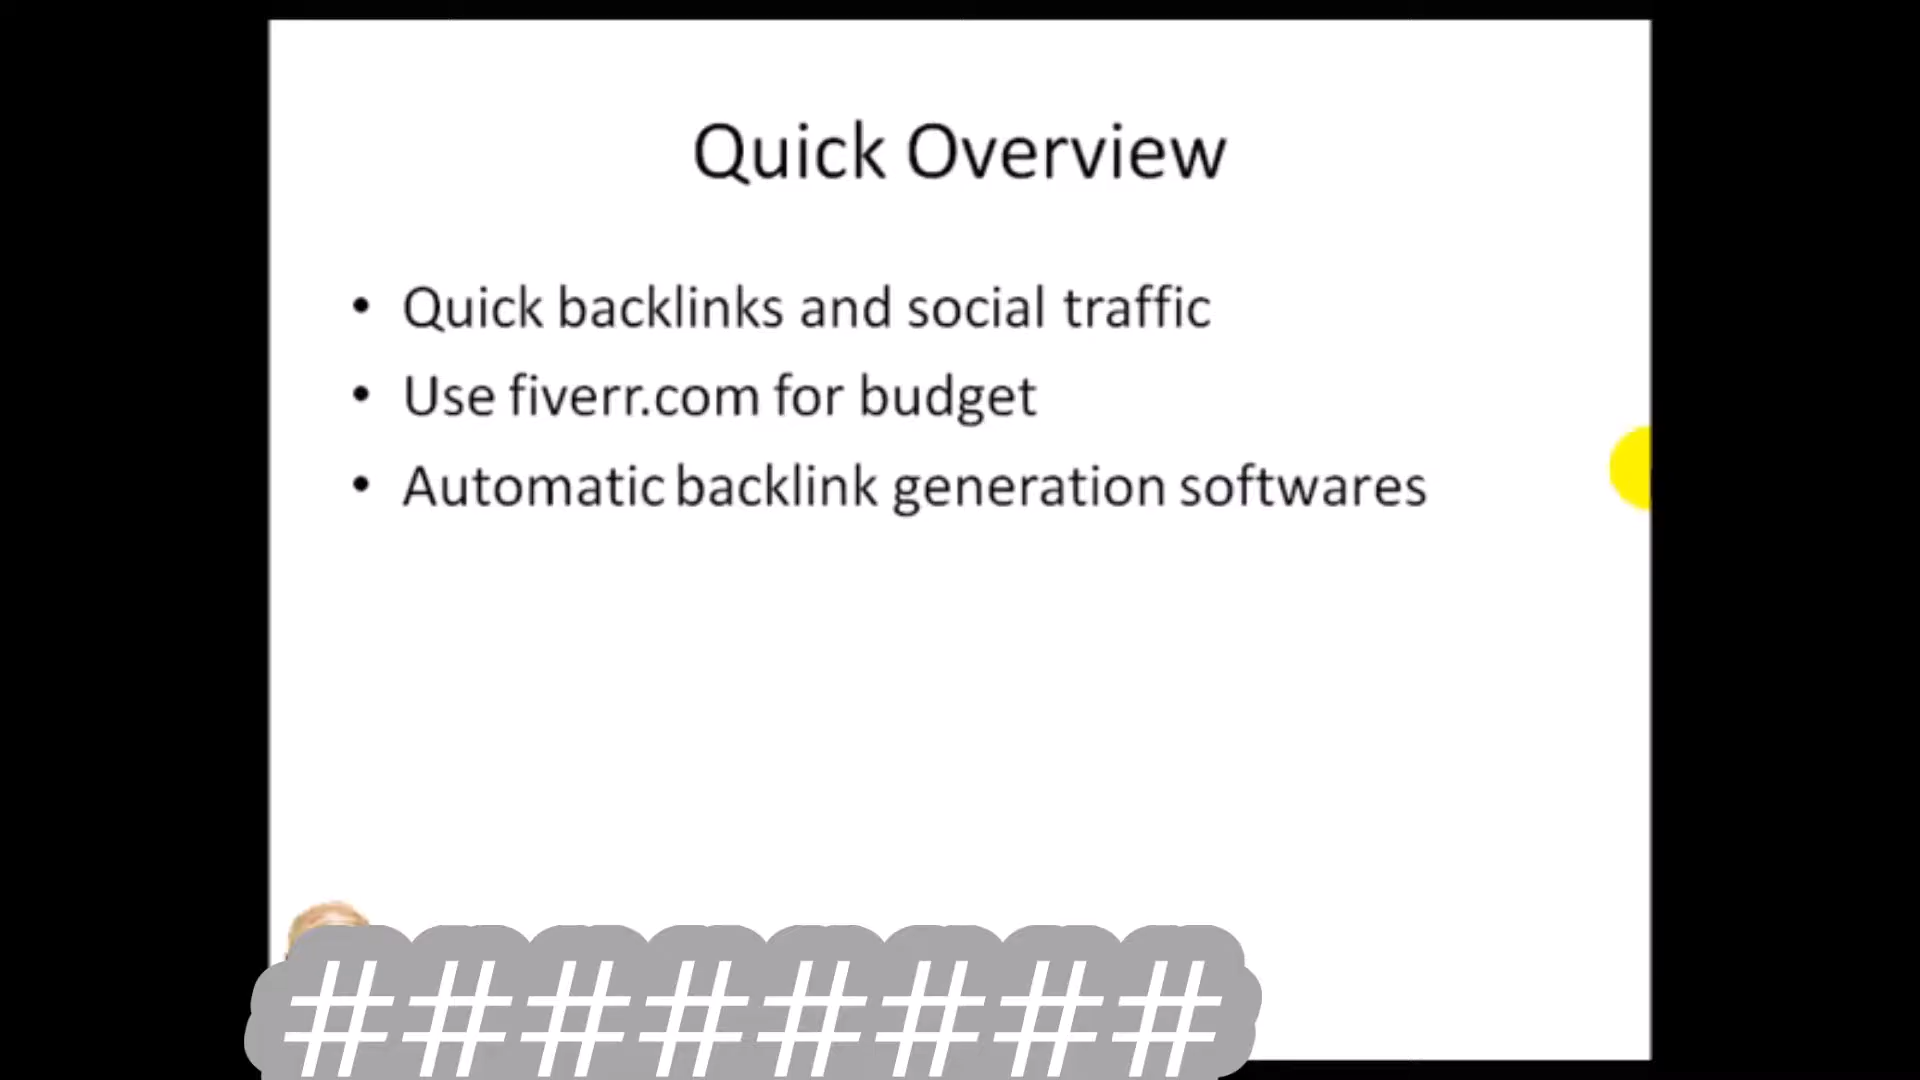 Quick Overview
• Quick backlinks and social traffic
• Use fiverr.com for budget
• Automatic backlink generation softwares
########